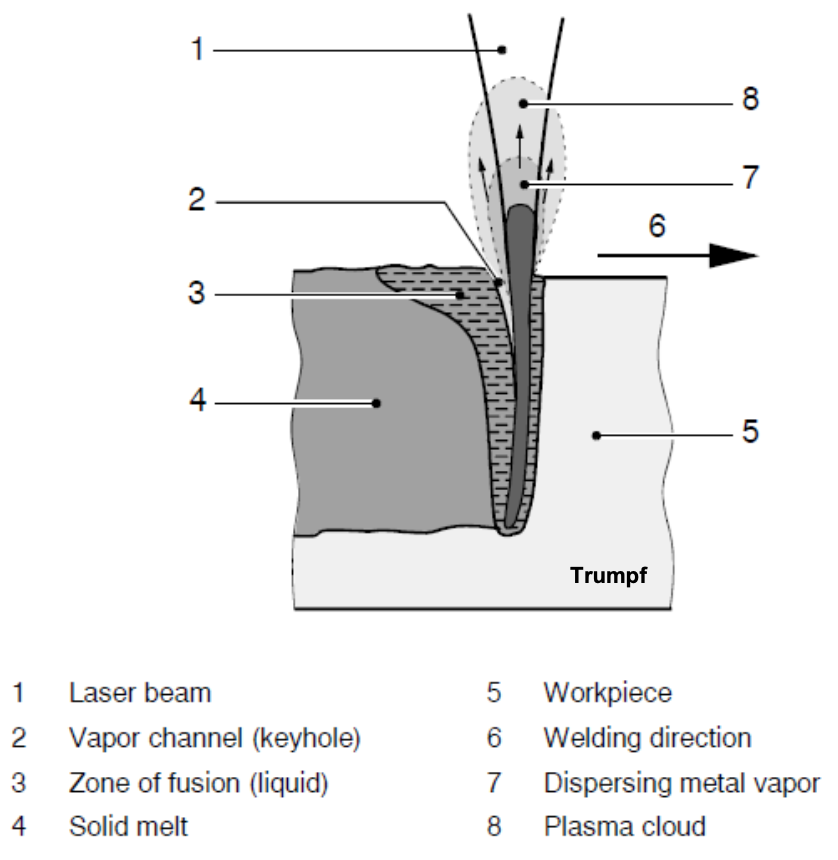 1
8
7
2
6
3
4
5
Trumpf
1 Laser beam
2 Vapor channel (keyhole)
3 Zone of fusion (liquid)
4 Solid melt
5 Workpiece
6 Welding direction
7 Dispersing metal vapor
8 Plasma cloud